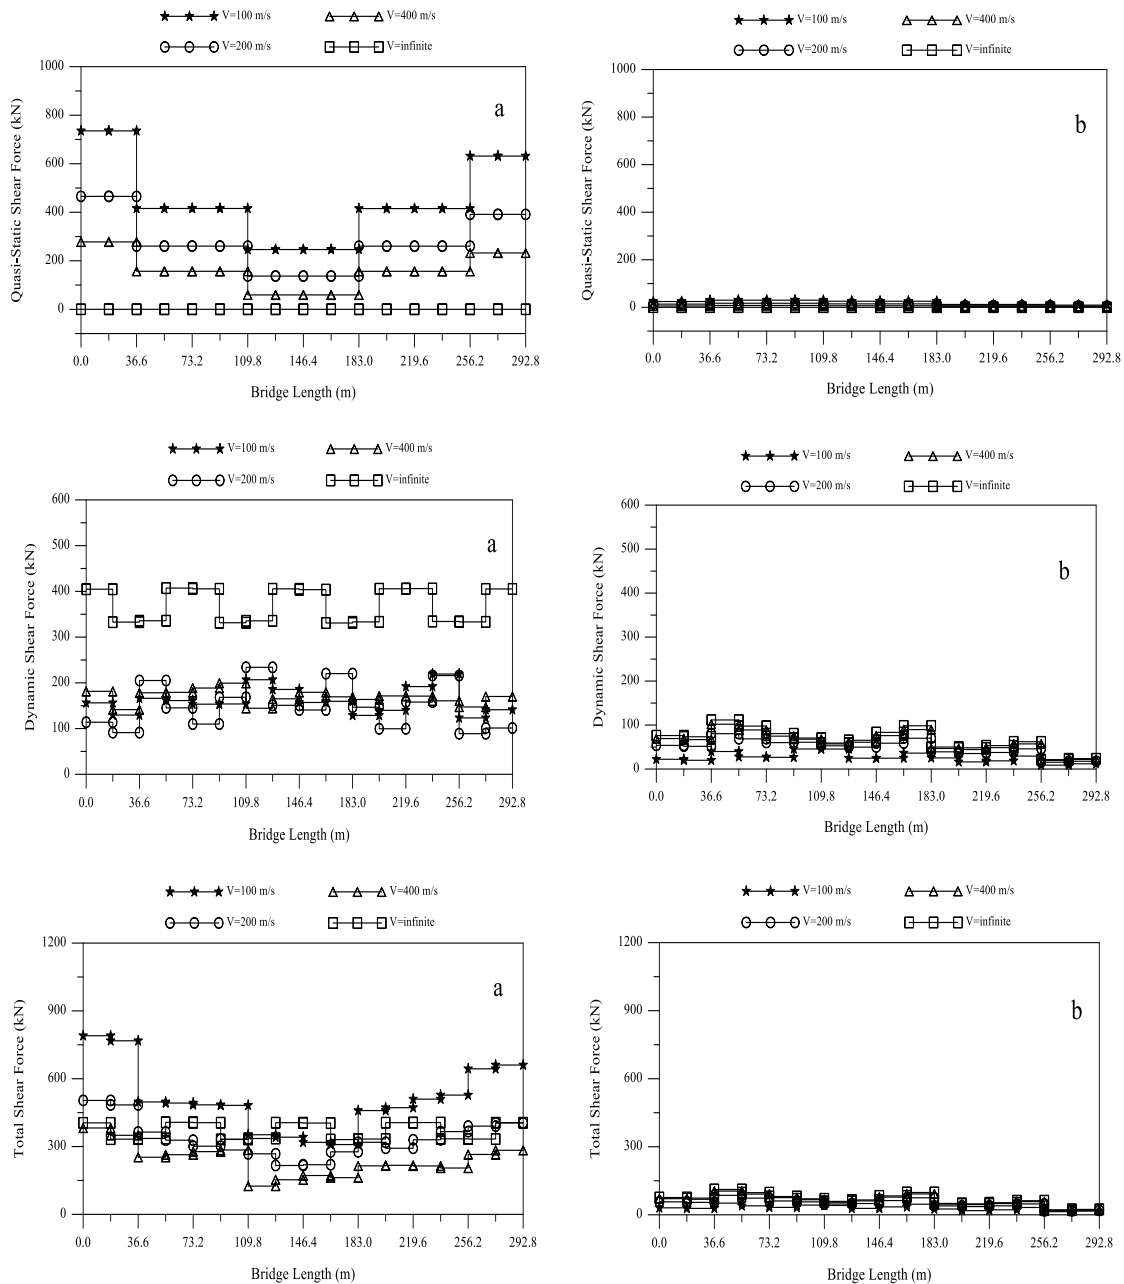 V=100 m/s V=400 m/s
V=200 m/s V=infinite
1000
800
600
400
200
0
Quasi-Static Shear Force (kN)
a
0.0 36.6 73.2 109.8 146.4 183.0 219.6 256.2 292.8
Bridge Length (m)
V=100 m/s V=400 m/s
V=200 m/s V=infinite
1000
800
600
400
200
0
Quasi-Static Shear Force (kN)
b
0.0 36.6 73.2 109.8 146.4 183.0 219.6 256.2 292.8
Bridge Length (m)
V=100 m/s V=400 m/s
V=200 m/s V=infinite
600
500
400
300
200
100
0
Dynamic Shear Force (kN)
a
0.0 36.6 73.2 109.8 146.4 183.0 219.6 256.2 292.8
Bridge Length (m)
V=100 m/s V=400 m/s
V=200 m/s V=infinite
600
500
400
300
200
100
0
Dynamic Shear Force (kN)
b
0.0 36.6 73.2 109.8 146.4 183.0 219.6 256.2 292.8
Bridge Length (m)
V=100 m/s V=400 m/s
V=200 m/s V=infinite
1200
900
600
300
0
Total Shear Force (kN)
a
0.0 36.6 73.2 109.8 146.4 183.0 219.6 256.2 292.8
Bridge Length (m)
V=100 m/s V=400 m/s
V=200 m/s V=infinite
1200
900
600
300
0
Total Shear Force (kN)
b
0.0 36.6 73.2 109.8 146.4 183.0 219.6 256.2 292.8
Bridge Length (m)